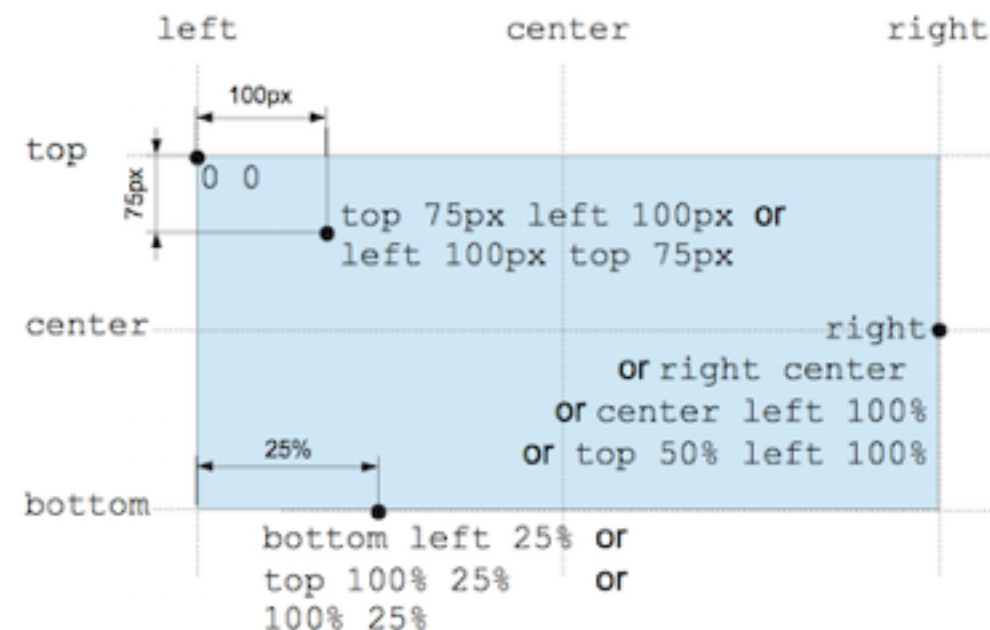 left center right
100px
top
0 0
75px
top 75px left 100px or
left 100px top 75px
center
right
or right center
or center left 100%
25%
or top 50% left 100%
bottom
bottom left 25% or
top 100% 25% or
100% 25%